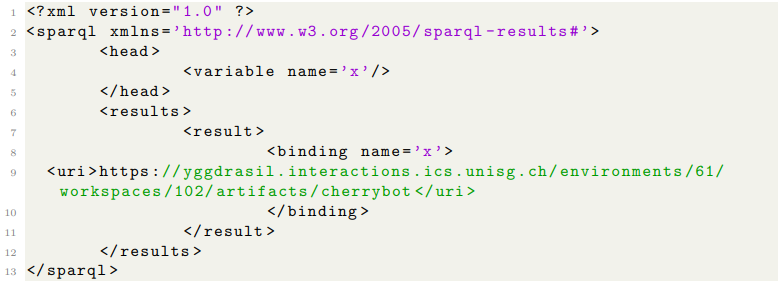 1 <?xml version="1.0" ?>
2 <sparql xmlns='http://www.w3.org/2005/sparql-results#'>
3 <head>
4 <variable name='x'/>
5 </head>
6 <results>
7 <result>
8 <binding name='x'>
9 <uri>https://yggdrasil.interactions.ics.unisg.ch/environments/61/
workspaces/102/artifacts/cherrybot</uri>
10 </binding>
11 </result>
12 </results>
13 </sparql>